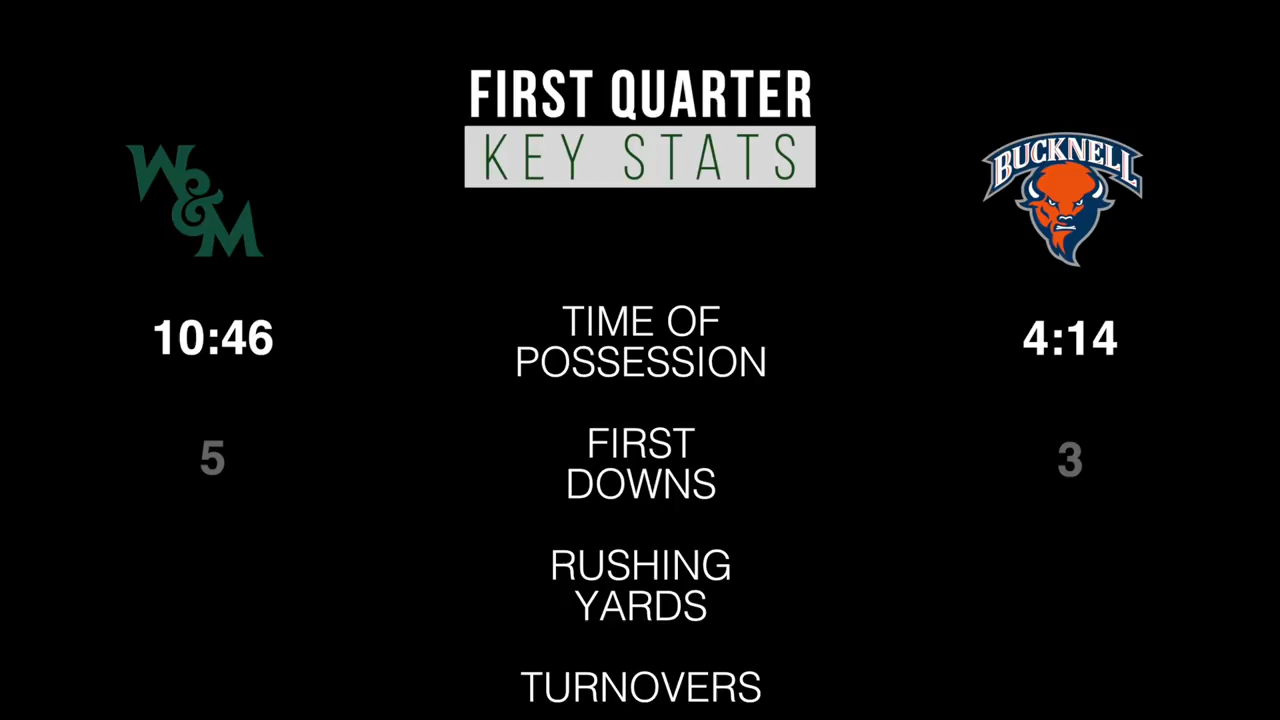 FIRST QUARTER
KEY STATS
W&M
BUCKNELL
10:46
TIME OF
POSSESSION
4:14
5
FIRST
DOWNS
3
RUSHING
YARDS
TURNOVERS